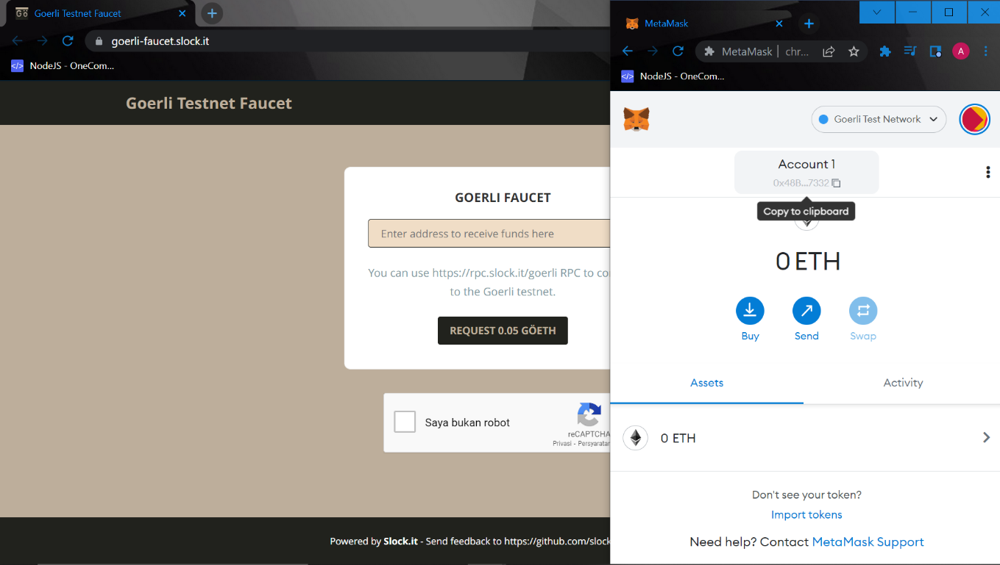 Goerli Testnet Faucet
goerli-faucet.slock.it
NodeJS - OneCom...
Goerli Testnet Faucet
GOERLI FAUCET
Enter address to receive funds here
You can use https://rpc.slock.it/goerli RPC to co
to the Goerli testnet.
REQUEST 0.05 GÖETH
Saya bukan robot
reCAPTCHA
Privasi - Persyaratan
Powered by Slock.it - Send feedback to https://github.com/slock
MetaMask
MetaMask | chr...
A
NodeJS - OneCom...
Goerli Test Network
Account 1
0x48B...7332
Copy to clipboard
0 ETH
Buy Send Swap
Assets Activity
0 ETH
Don't see your token?
Import tokens
Need help? Contact MetaMask Support